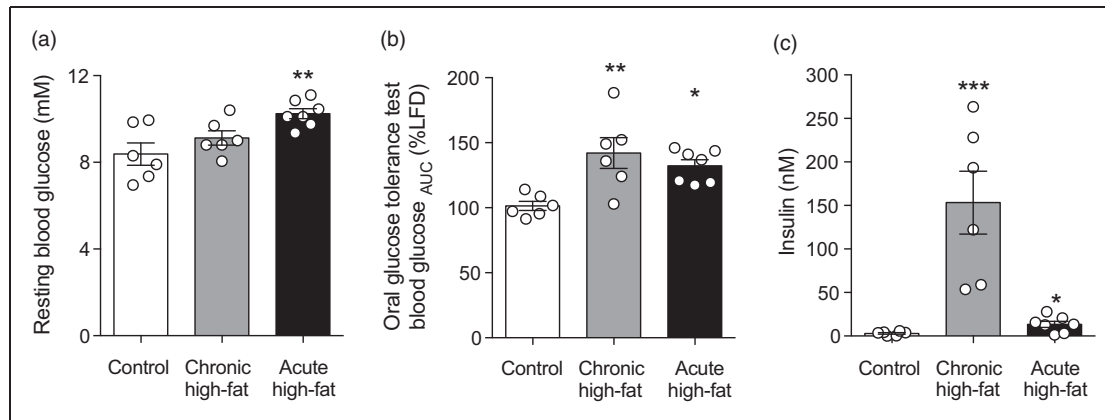 (a)
Resting blood glucose (mM)
12
8
4
0
**
Control
Chronic
high-fat
Acute
high-fat
(b)
Oral glucose tolerance test
blood glucose AUC (%LFD)
200
150
100
50
0
**
*
Control
Chronic
high-fat
Acute
high-fat
(c)
Insulin (nM)
300
250
200
150
100
50
0
***
*
Control
Chronic
high-fat
Acute
high-fat